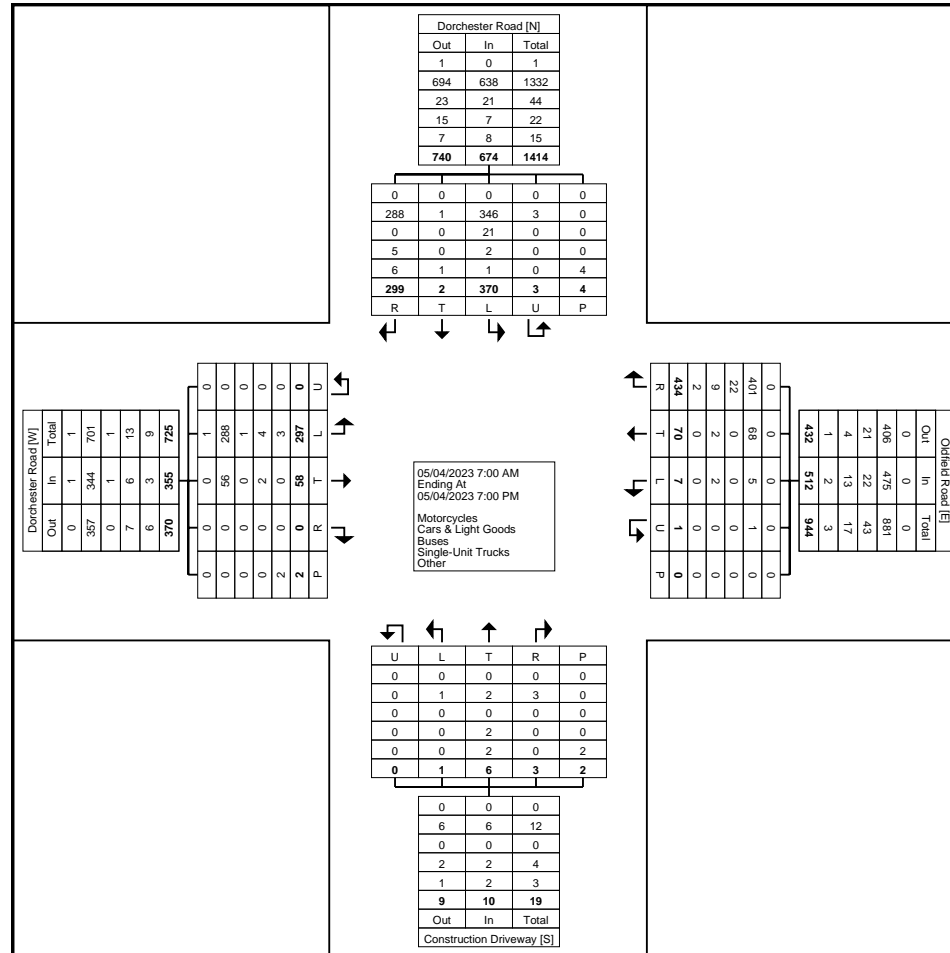 Dorchester Road [N]
Out In Total
1 0 1
694 638 1332
23 21 44
15 7 22
7 8 15
740 674 1414
0 0 0 0 0
288 1 346 3 0
0 0 21 0 0
5 0 2 0 0
6 1 1 0 4
299 2 370 3 4
R T L U P
Dorchester Road [W]
Out In Total
0 1 1
357 344 701
0 1 1
7 6 13
6 3 9
370 355 725
0 0 0 1 0
0 0 56 288 0
0 0 0 1 0
0 0 2 4 0
2 0 0 3 0
2 0 58 297 0
P R T L U
05/04/2023 7:00 AM
Ending At
05/04/2023 7:00 PM
Motorcycles
Cars & Light Goods
Buses
Single-Unit Trucks
Other
Oldfield Road [E]
Out In Total
0 0 0
406 475 881
21 22 43
4 13 17
1 2 3
432 512 944
0 0 0 0 0
401 68 5 1 0
22 0 0 0 0
9 2 2 0 0
2 0 0 0 0
434 70 7 1 0
R T L U P
U L T R P
0 0 0 0 0
0 1 2 3 0
0 0 0 0 0
0 0 2 0 0
0 0 2 0 2
0 1 6 3 2
0 0 0
6 6 12
0 0 0
2 2 4
1 2 3
9 10 19
Out In Total
Construction Driveway [S]